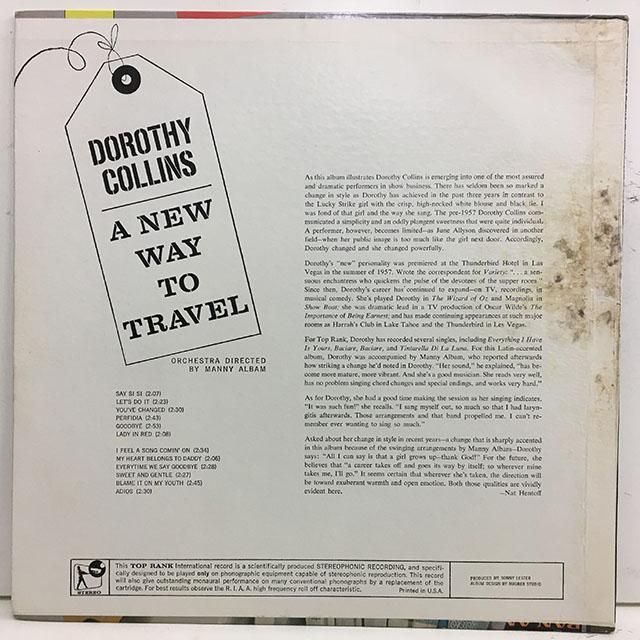 DOROTHY
COLLINS
A NEW
WAY
TO
TRAVEL
ORCHESTRA DIRECTED
BY MANNY ALBAM
SAY SI SI (2:07)
LET'S DO IT (2:23)
YOU'VE CHANGED (2:30)
PERFIDIA (2:43)
GOODBYE (2:53)
LADY IN RED (2:08)
I FEEL A SONG COMIN' ON (2:34)
MY HEART BELONGS TO DADDY (2:06)
EVERYTIME WE SAY GOODBYE (2:28)
SWEET AND GENTLE (2:27)
BLAME IT ON MY YOUTH (2:45)
ADIOS (2:30)
As this album illustrates Dorothy Collins is emerging into one of the most assured
and dramatic performers in show business. There has seldom been so marked a
change in style as Dorothy has achieved in the past three years in contrast to
the Lucky Strike girl with the crisp, high-necked white blouse and black tie. I
was fond of that girl and the way she sang. The pre-1957 Dorothy Collins com-
municated a simplicity and an oddly plangent sweetness that were quite individual.
A performer, however, becomes limited—as June Allyson discovered in another
field—when her public image is too much like the girl next door. Accordingly,
Dorothy changed and she changed powerfully.
Dorothy's "new" personality was premiered at the Thunderbird Hotel in Las
Vegas in the summer of 1957. Wrote the correspondent for Variety: ". . . a sen-
suous enchantress who quickens the pulse of the devotees of the supper room."
Since then, Dorothy's career has continued to expand—on TV, recordings, in
musical comedy. She's played Dorothy in The Wizard of Oz and Magnolia in
Show Boat; she was dramatic lead in a TV production of Oscar Wilde's The
Importance of Being Earnest; and has made continuing appearances at such major
rooms as Harrah's Club in Lake Tahoe and the Thunderbird in Las Vegas.
For Top Rank, Dorothy has recorded several singles, including Everything I Have
Is Yours, Baciare, Baciare, and Tintarella Di La Luna. For this Latin-accented
album, Dorothy was accompanied by Manny Albam, who reported afterwards
how striking a change he'd noted in Dorothy. "Her sound," he explained, "has be-
come more mature, more vibrant. And she's a good musician. She reads very well,
has no problem singing chord changes and special endings, and works very hard."
As for Dorothy, she had a good time making the session as her singing indicates.
"It was such fun!" she recalls. "I sang myself out, so much so that I had laryn-
gitis afterwards. Those arrangements and that band propelled me. I can't re-
member ever wanting to sing so much."
Asked about her change in style in recent years—a change that is sharply accented
in this album because of the swinging arrangements by Manny Albam—Dorothy
says: "All I can say is that a girl grows up—thank God!" For the future, she
believes that "a career takes off and goes its way by itself; so wherever mine
takes me, I'll go." It seems certain that wherever she's taken, the direction will
be toward exuberant warmth and open emotion. Both those qualities are vividly
evident here. —Nat Hentoff
STEREO
This TOP RANK International record is a scientifically produced STEREOPHONIC RECORDING, and specifi-
cally designed to be played only on phonographic equipment capable of stereophonic reproduction. This record
will also give outstanding monaural performance on many conventional phonographs by a replacement of the
cartridge. For best results observe the R. I. A. A. high frequency roll off characteristic. Printed in U.S.A.
PRODUCED BY SONNY LESTER
ALBUM DESIGN BY MAURER STUDIO